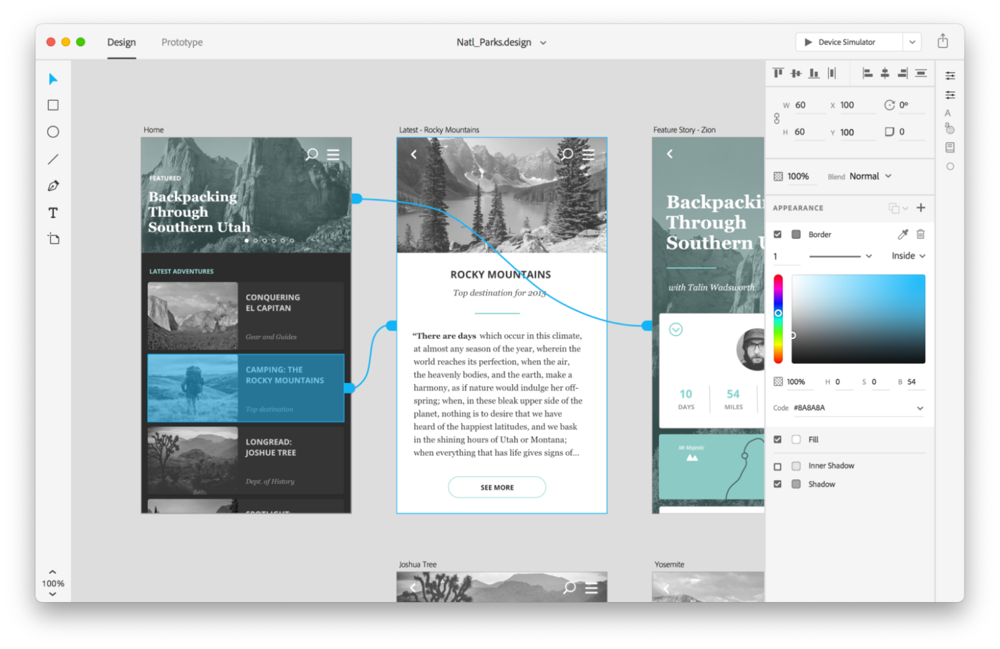 Design
Prototype
Natl_Parks.design
Device Simulator
Home
FEATURED
Backpacking
Through
Southern Utah
LATEST ADVENTURES
CONQUERING
EL CAPITAN
Gear and Guides
CAMPING: THE
ROCKY MOUNTAINS
Top destination
LONGREAD:
JOSHUE TREE
Dept. of History
SPOTLIGHT:
Latest - Rocky Mountains
ROCKY MOUNTAINS
Top destination for 2015
“There are days which occur in this climate,
at almost any season of the year, wherein the
world reaches its perfection, when the air,
the heavenly bodies, and the earth, make a
harmony, as if nature would indulge her off-
spring; when, in these bleak upper side of the
planet, nothing is to desire that we have
heard of the happiest latitudes, and we bask
in the shining hours of Utah or Montana;
when everything that has life gives signs of...
SEE MORE
Feature Story - Zion
Backpacki
Through
Southern U
with Talin Wadsworth
10
DAYS
54
MILES
Mt Majestic
Joshua Tree
Yosemite
100%
W 60 X 100 0°
H 60 Y 100 0
100% Blend Normal
APPEARANCE
Border
1 Inside
100% H 0 S 0 B 54
Code #8A8A8A
Fill
Inner Shadow
Shadow
T
A
a